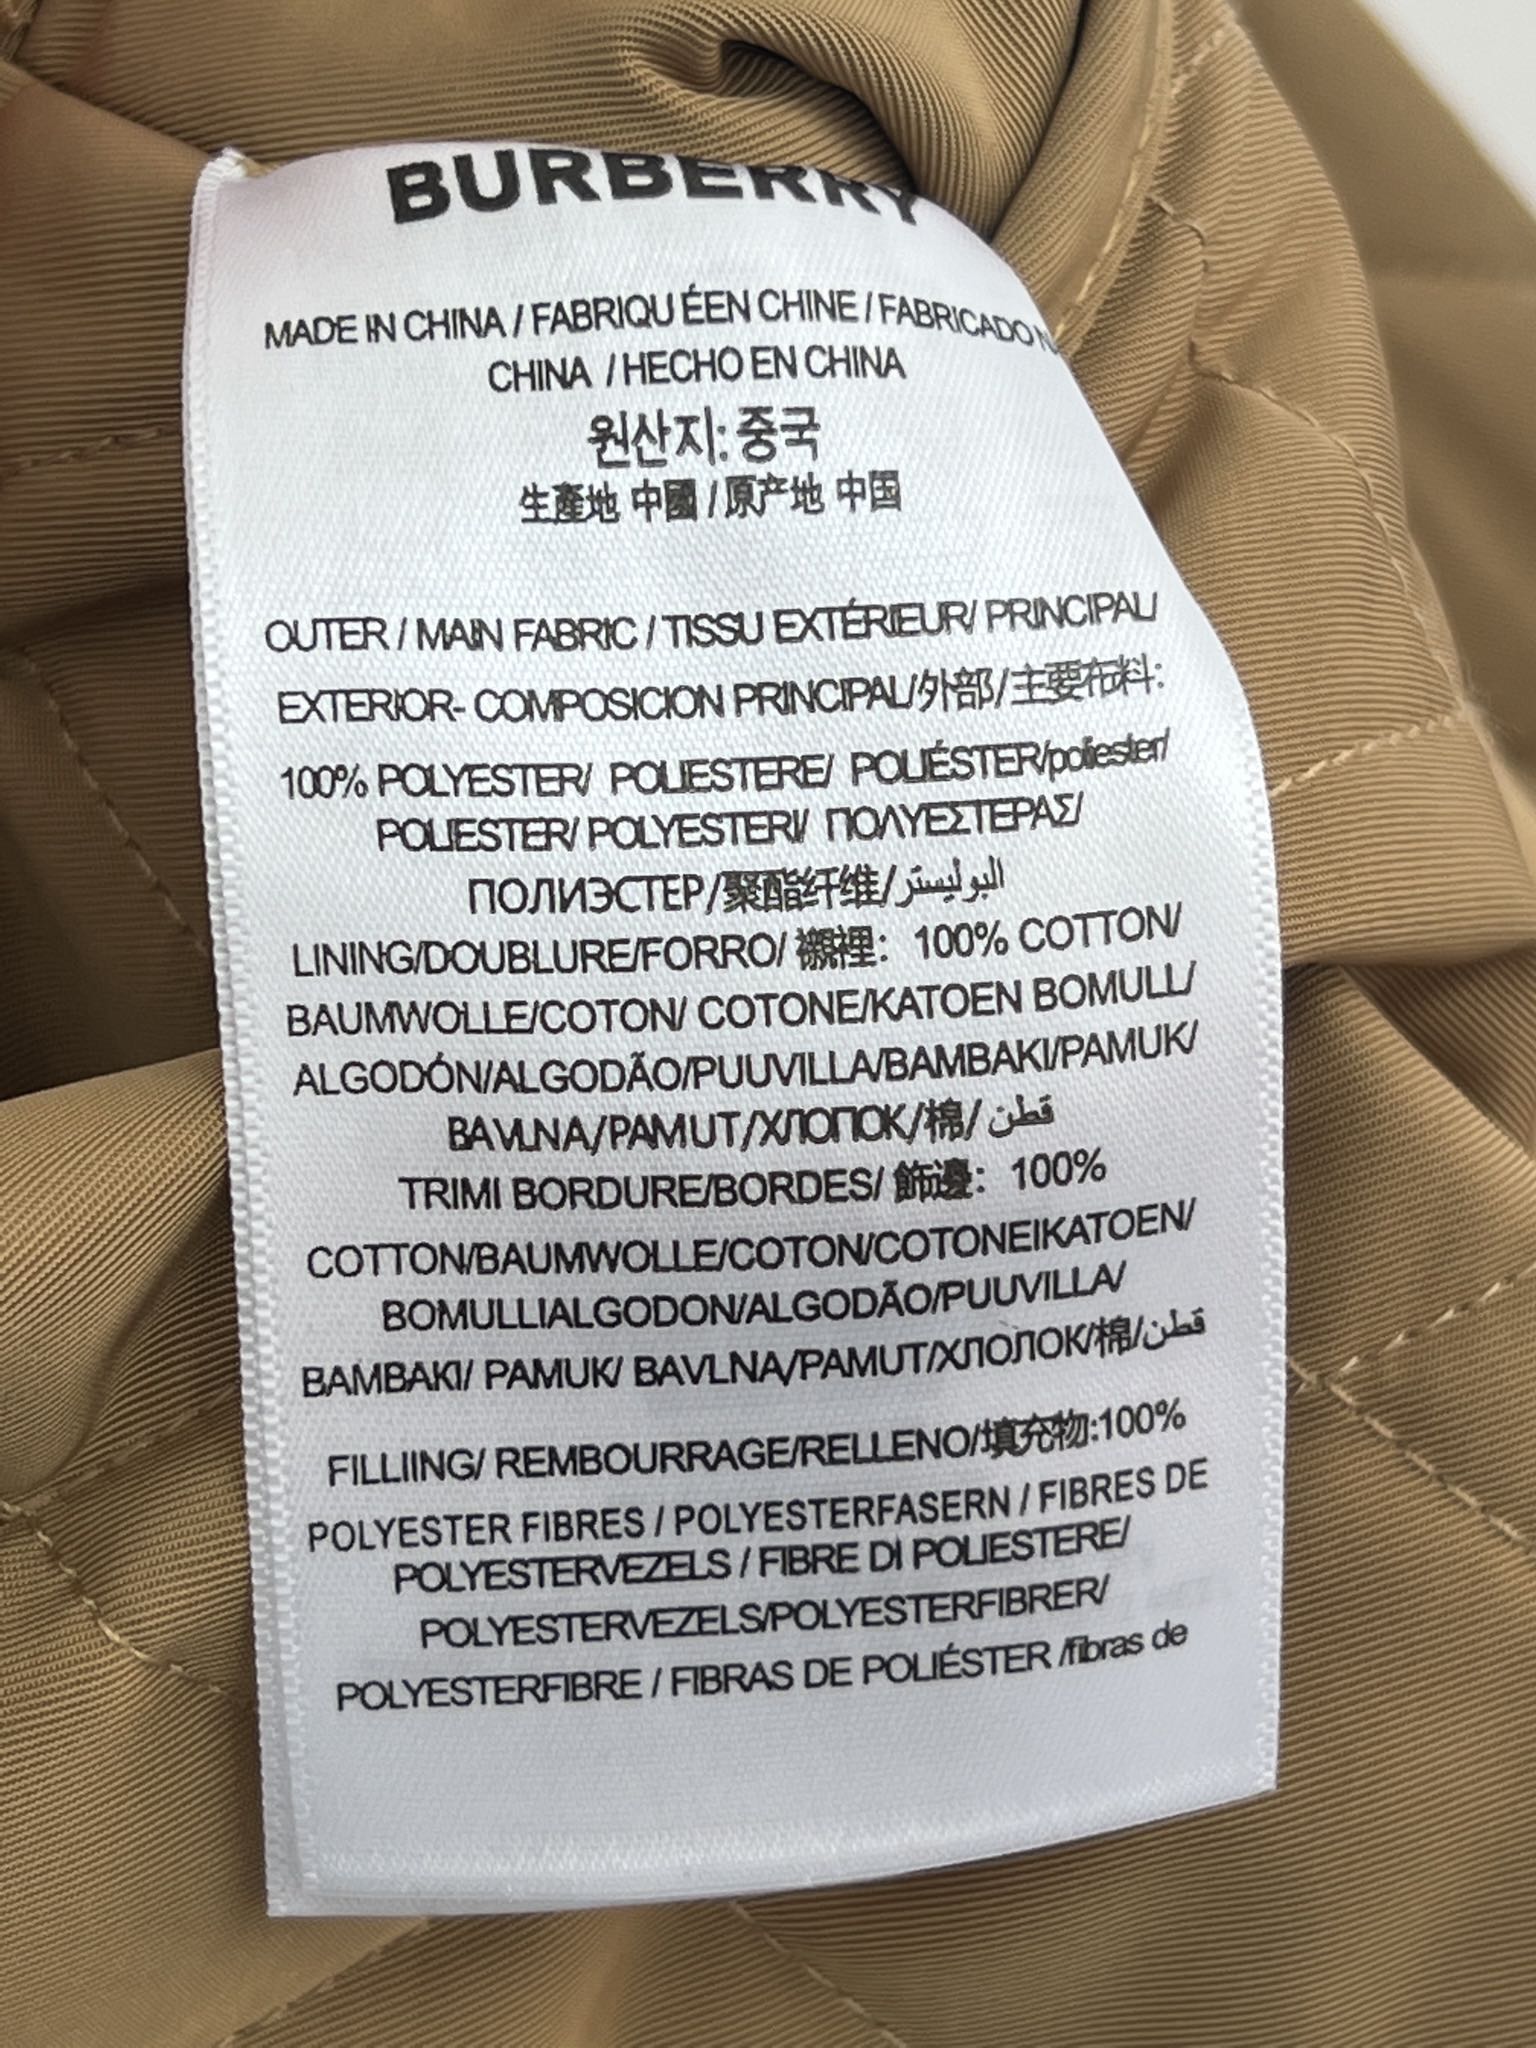 BURBERRY
MADE IN CHINA / FABRIQU ÉEN CHINE / FABRICADO
CHINA / HECHO EN CHINA
원산지: 중국
生産地 中國 / 原产地 中国
OUTER / MAIN FABRIC / TISSU EXTÉRIEUR/ PRINCIPAL/
EXTERIOR- COMPOSICION PRINCIPAL/外部/主要布料:
100% POLYESTER/ POLIESTERE/ POLIÉSTER/poliester/
POLIESTER/ POLYESTERI/ ΠΟΛΥΕΣΤΕΡΑΣ/
ПОЛИЭСТЕР/聚酯纤维/البوليستر
LINING/DOUBLURE/FORRO/ 襯裡: 100% COTTON/
BAUMWOLLE/COTON/ COTONE/KATOEN BOMULL/
ALGODÓN/ALGODÃO/PUUVILLA/BAMBAKI/PAMUK/
BAVLNA/PAMUT/ХЛОПОК/棉/ قطن
TRIMI BORDURE/BORDES/ 飾邊: 100%
COTTON/BAUMWOLLE/COTON/COTONEIKATOEN/
BOMULLIALGODON/ALGODÃO/PUUVILLA/
BAMBAKI/ PAMUK/ BAVLNA/PAMUT/ХЛОЛОК/棉/قطن
FILLIING/ REMBOURRAGE/RELLENO/填充物:100%
POLYESTER FIBRES / POLYESTERFASERN / FIBRES DE
POLYESTERVEZELS / FIBRE DI POLIESTERE/
POLYESTERVEZELS/POLYESTERFIBRER/
POLYESTERFIBRE / FIBRAS DE POLIÉSTER /fibras de